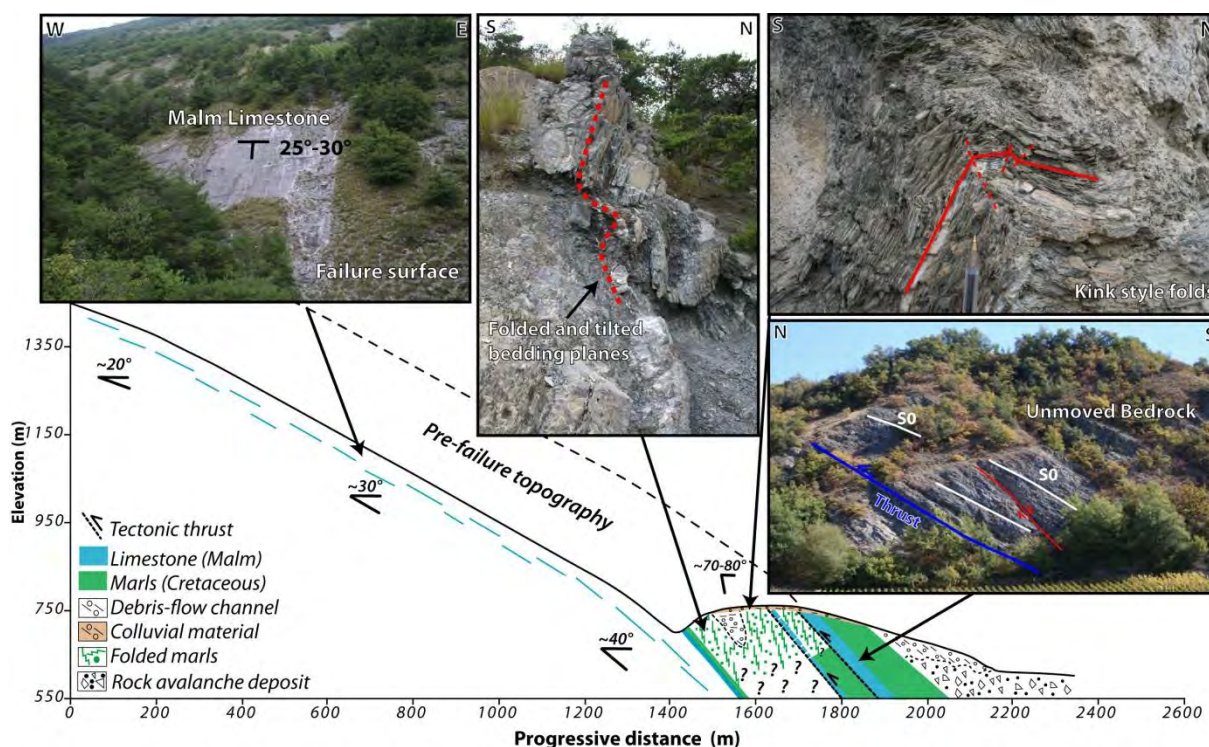 W
E
Malm Limestone
25°-30°
Failure surface
S
N
Folded and tilted
bedding planes
S
Kink style folds
N
S0
Unmoved Bedrock
S0
Thrust
Elevation (m)
1350
1150
950
750
550
~20°
~30°
~40°
~70-80°
Pre-failure topography
Tectonic thrust
Limestone (Malm)
Marls (Cretaceous)
Debris-flow channel
Colluvial material
Folded marls
Rock avalanche deposit
? ? ?
? ? ? ?
0 200 400 600 800 1000 1200 1400 1600 1800 2000 2200 2400 2600
Progressive distance (m)